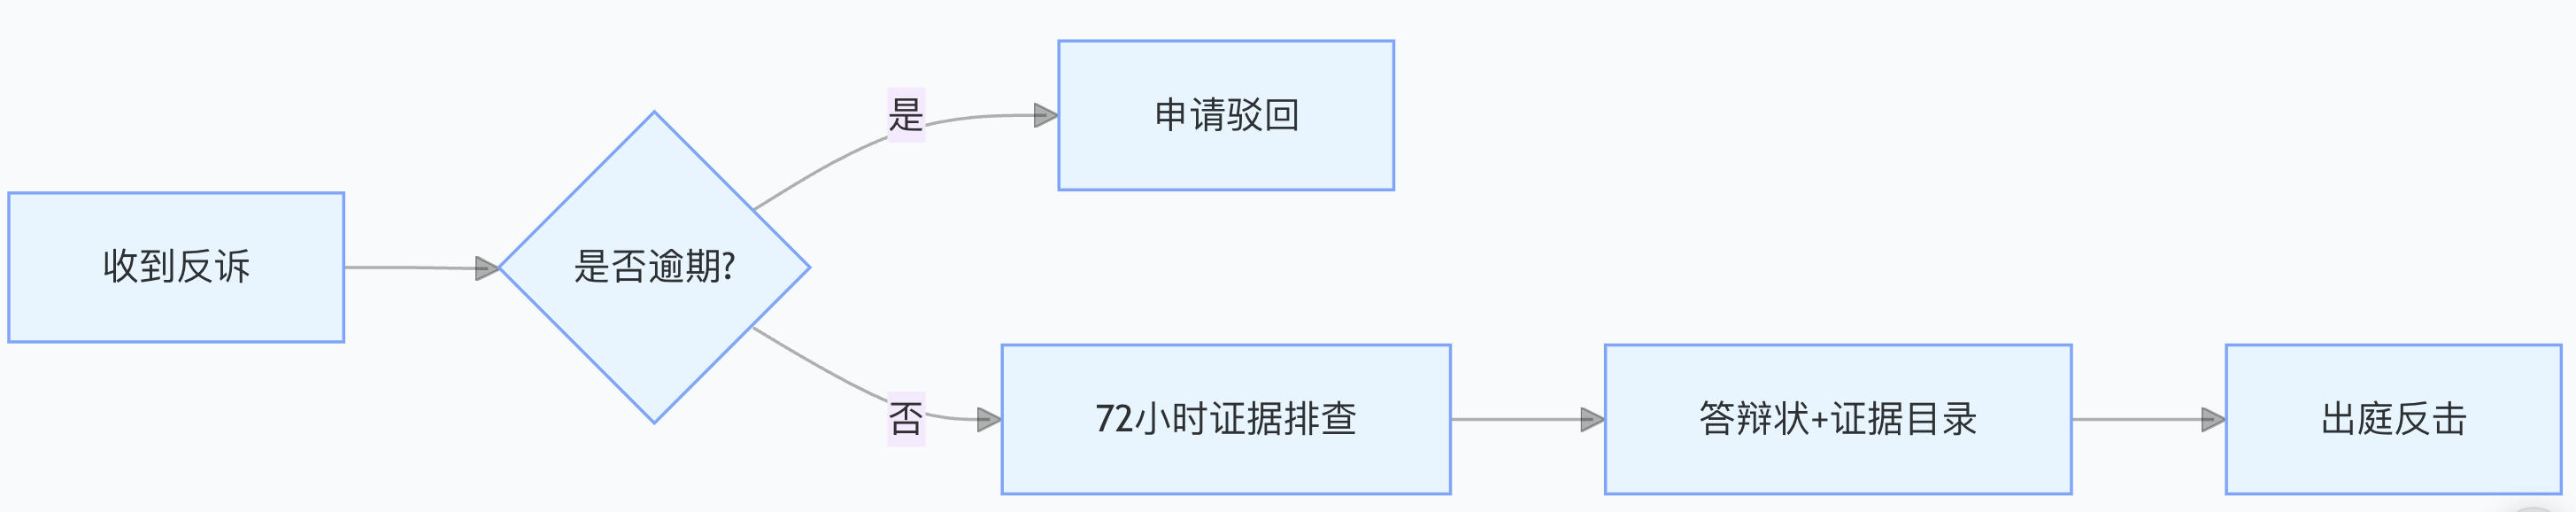 收到反诉
是否逾期?
是
申请驳回
否
72小时证据排查
答辩状+证据目录
出庭反击